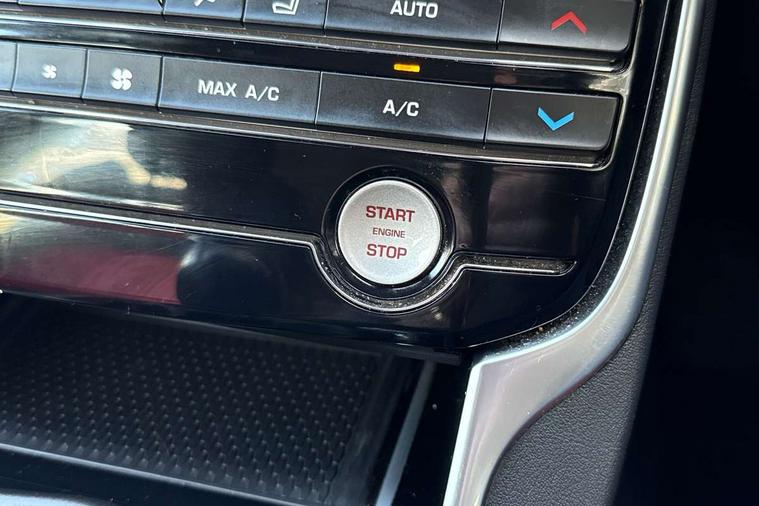 AUTO
MAX A/C
A/C
START
ENGINE
STOP